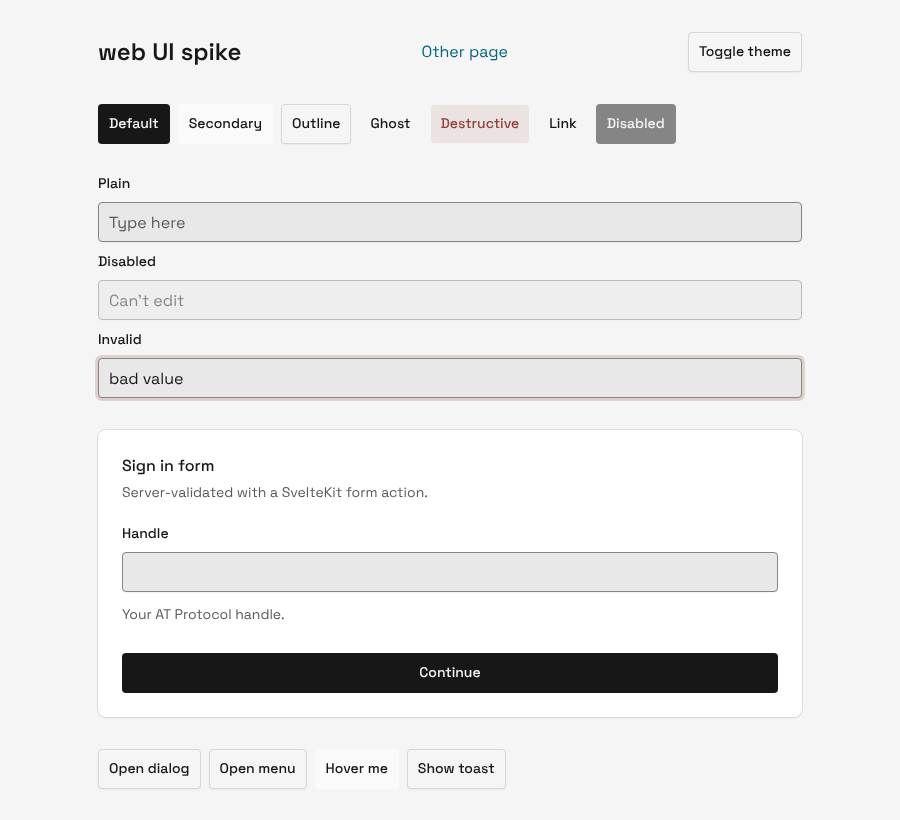 web UI spike Other page Toggle theme
Default Secondary Outline Ghost Destructive Link Disabled
Plain
Type here
Disabled
Can't edit
Invalid
bad value
Sign in form
Server-validated with a SvelteKit form action.
Handle
Your AT Protocol handle.
Continue
Open dialog Open menu Hover me Show toast